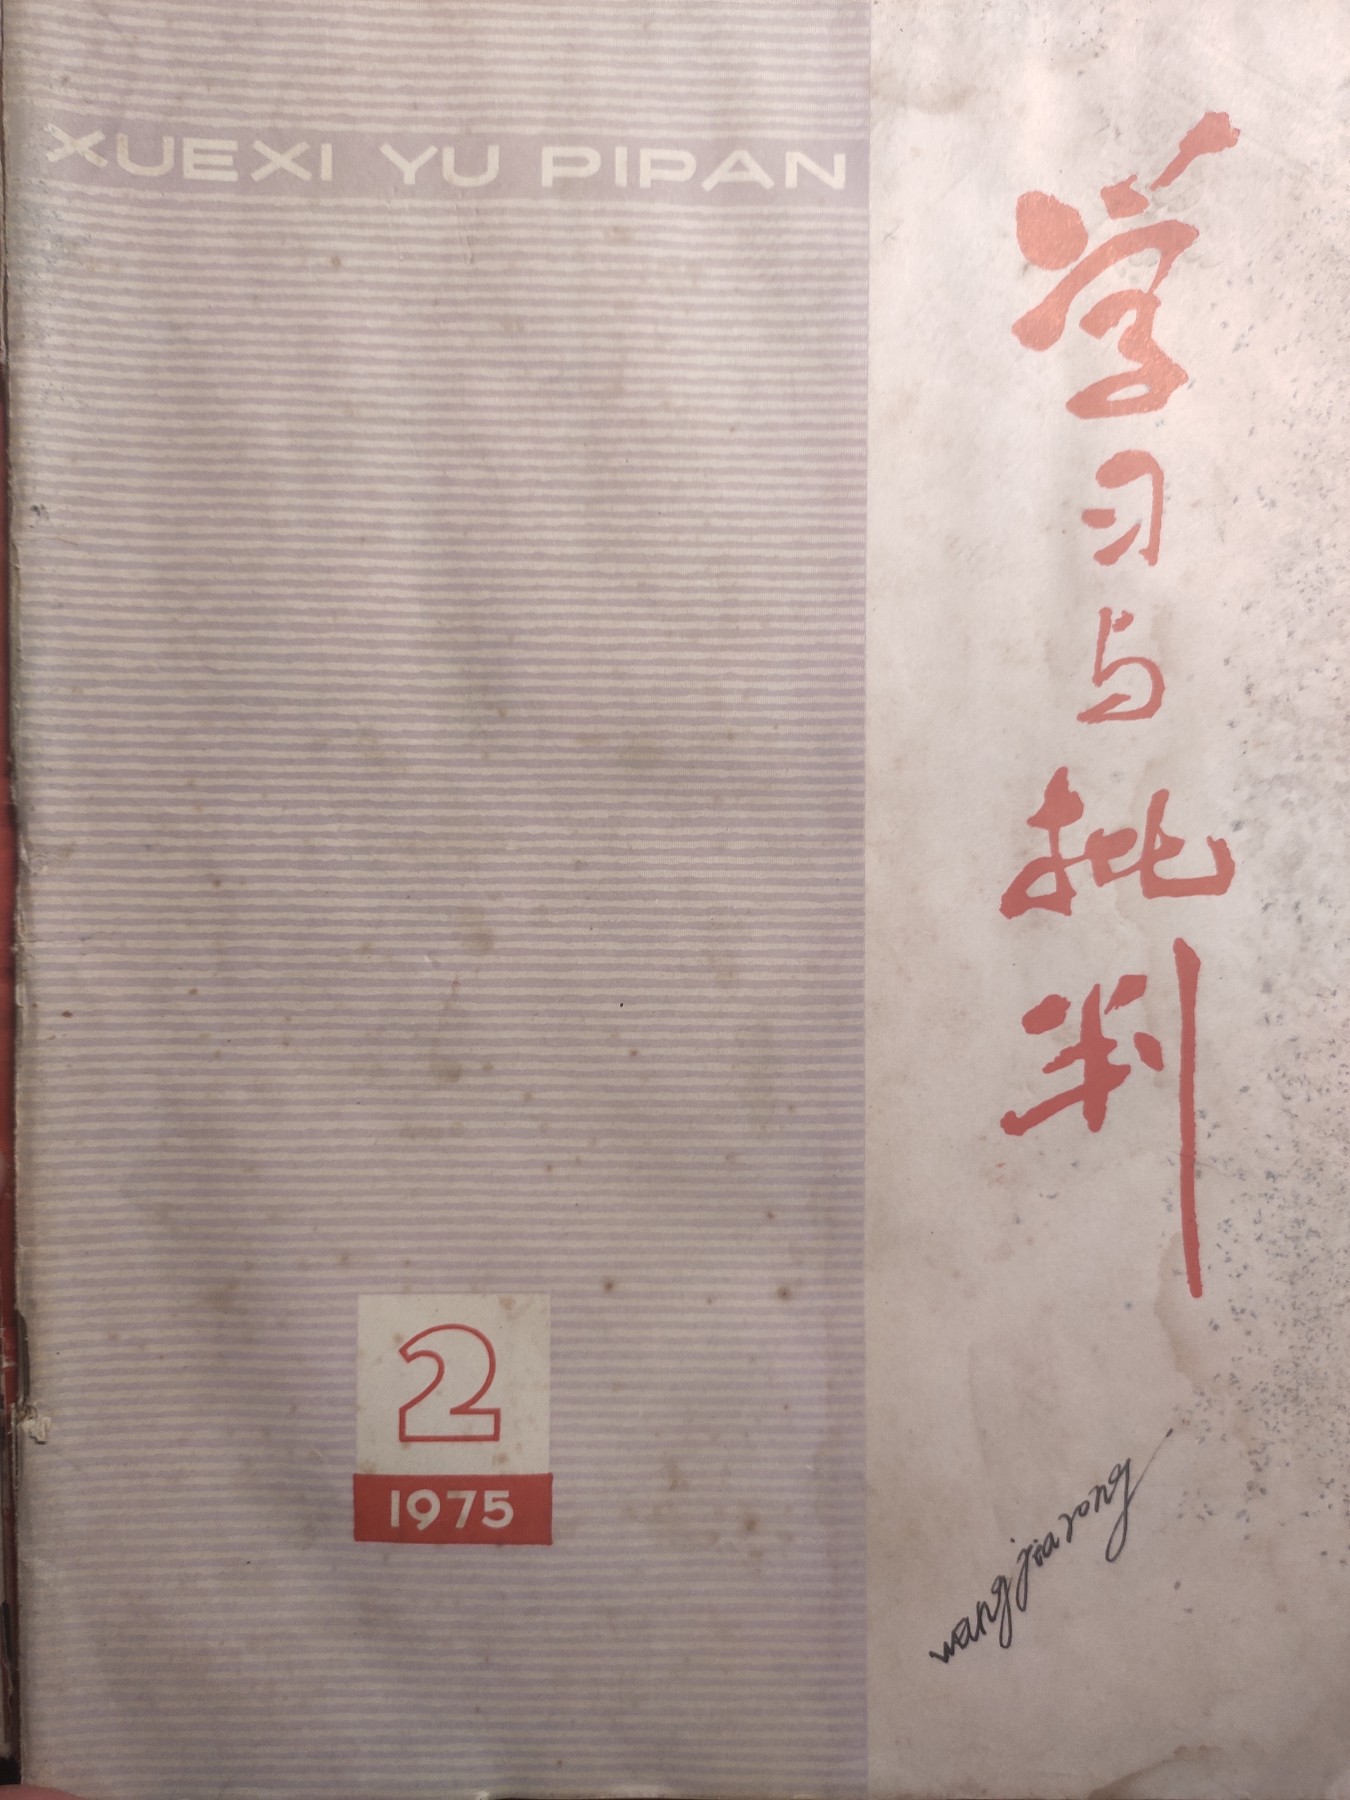 XUEXI YU PIPAN
学习与批判
2
1975
wangjiarong